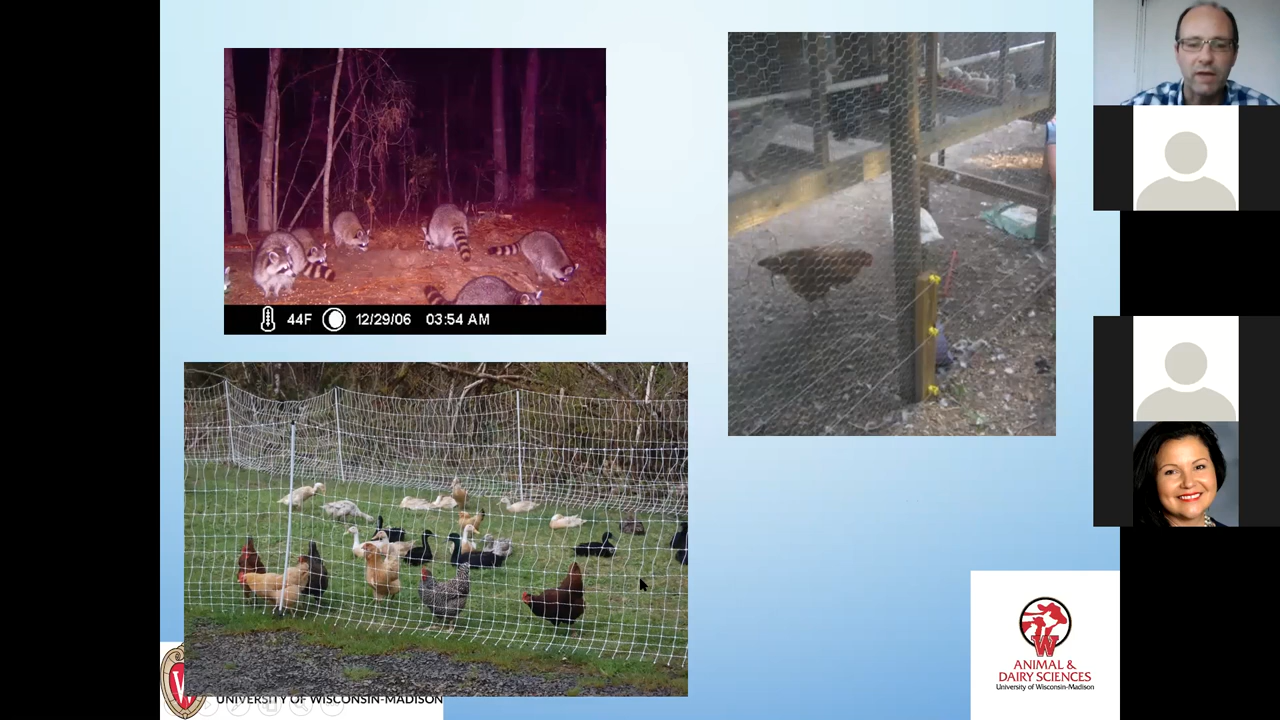 44F 12/29/06 03:54 AM
UNIVERSITY OF WISCONSIN-MADISON
W
ANIMAL &
DAIRY SCIENCES
University of Wisconsin-Madison